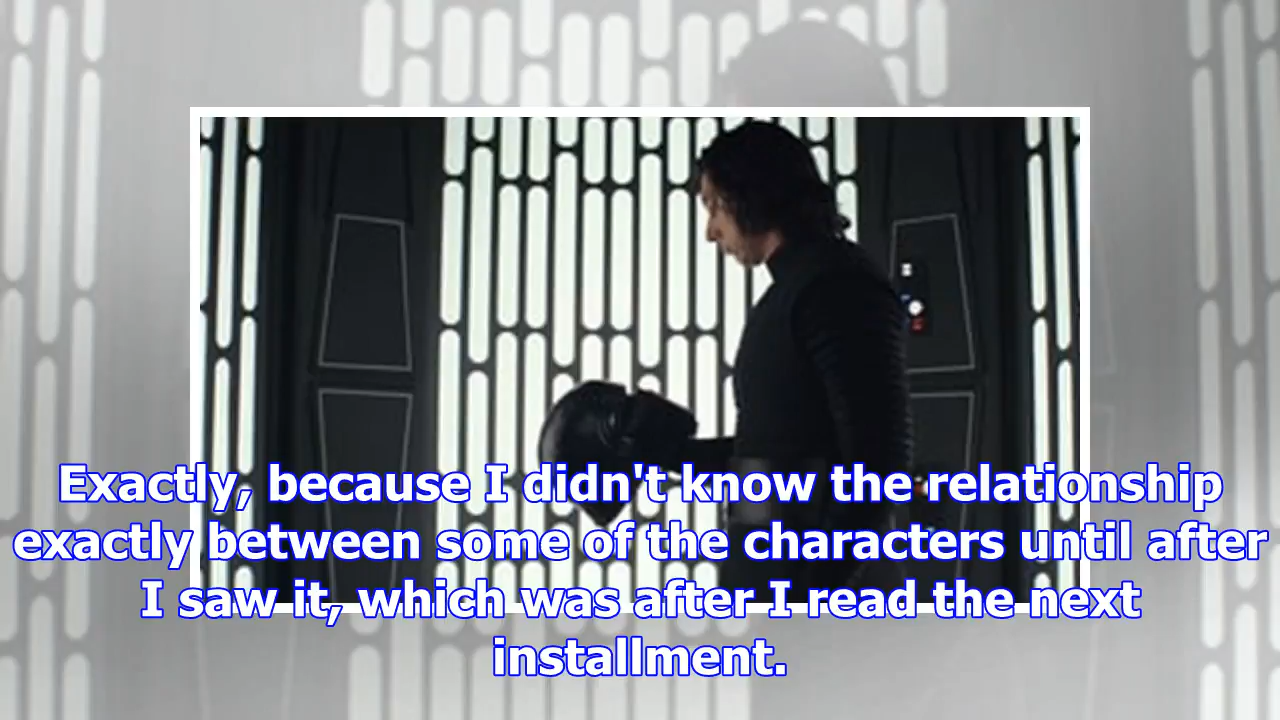 Exactly, because I didn't know the relationship
exactly between some of the characters until after
I saw it, which was after I read the next
installment.